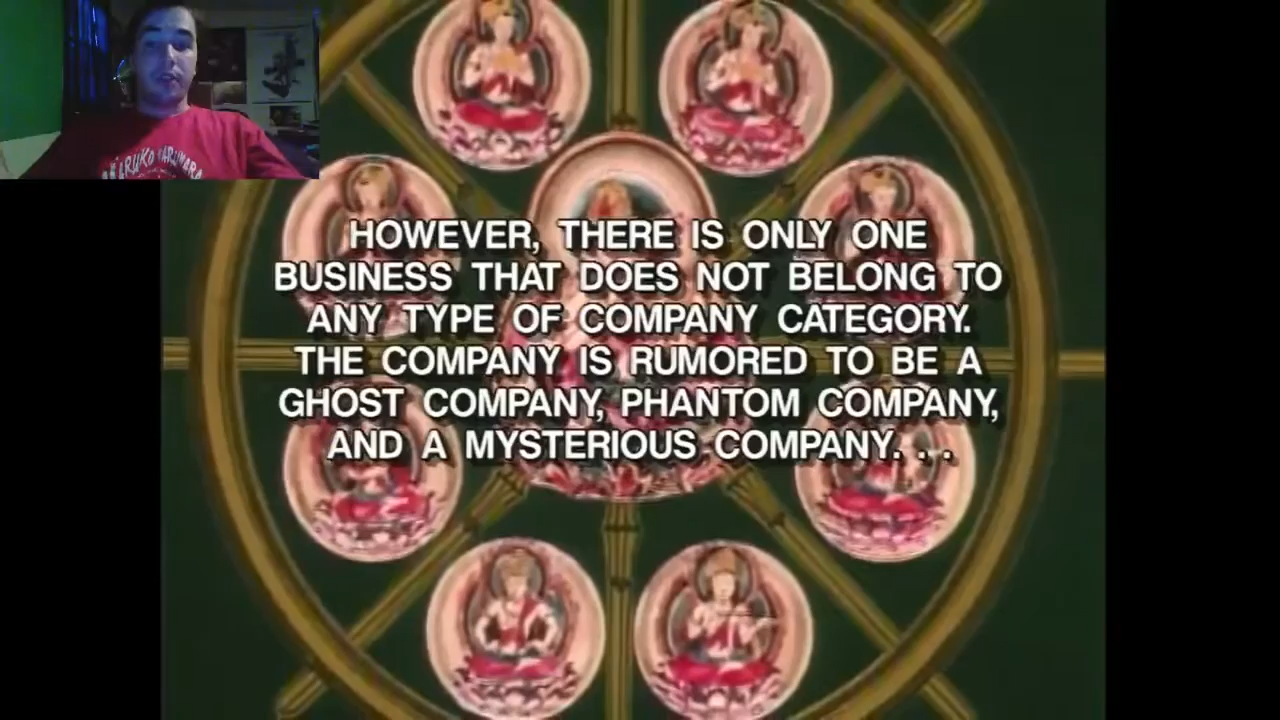 HOWEVER, THERE IS ONLY ONE
BUSINESS THAT DOES NOT BELONG TO
ANY TYPE OF COMPANY CATEGORY.
THE COMPANY IS RUMORED TO BE A
GHOST COMPANY, PHANTOM COMPANY,
AND A MYSTERIOUS COMPANY. . .